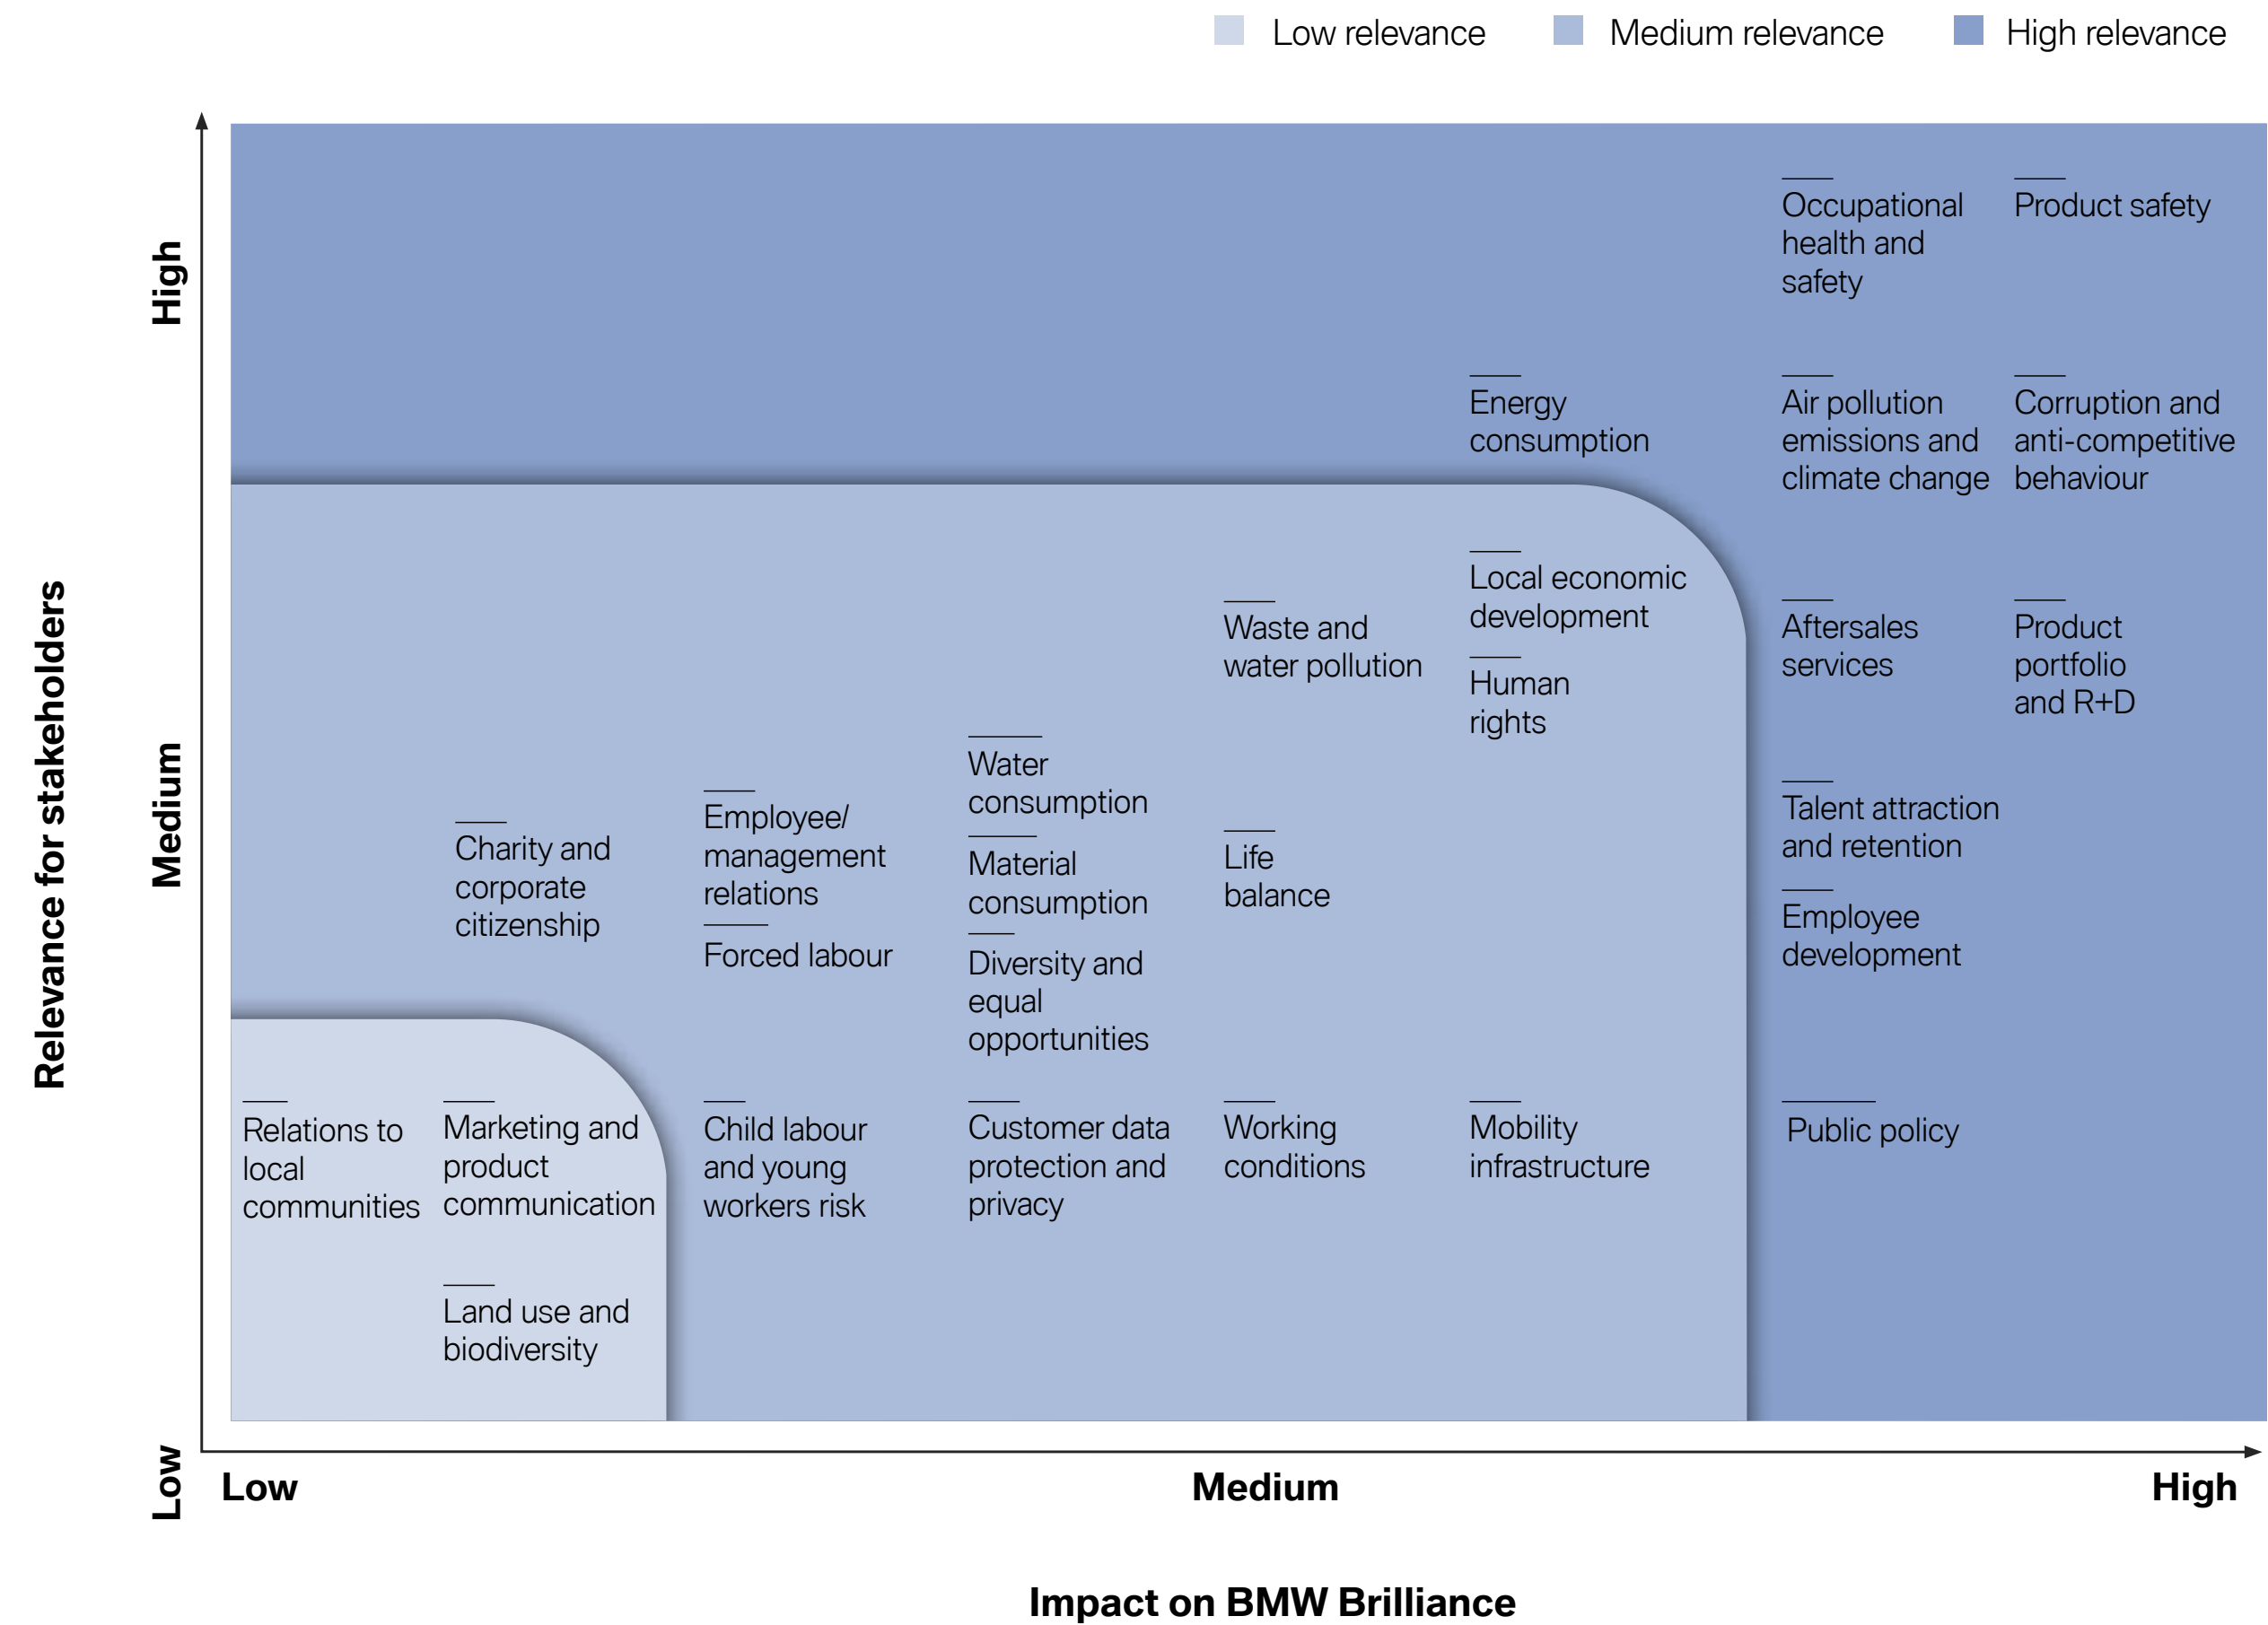 Low relevance
Medium relevance
High relevance
Relevance for stakeholders
High
Medium
Low
Occupational
health and
safety
Product safety
Energy
consumption
Air pollution
emissions and
climate change
Corruption and
anti-competitive
behaviour
Local economic
development
Waste and
water pollution
Human
rights
Aftersales
services
Product
portfolio
and R+D
Water
consumption
Employee/
management
relations
Charity and
corporate
citizenship
Material
consumption
Life
balance
Talent attraction
and retention
Forced labour
Diversity and
equal
opportunities
Employee
development
Relations to
local
communities
Marketing and
product
communication
Child labour
and young
workers risk
Customer data
protection and
privacy
Working
conditions
Mobility
infrastructure
Public policy
Land use and
biodiversity
Low
Medium
High
Impact on BMW Brilliance